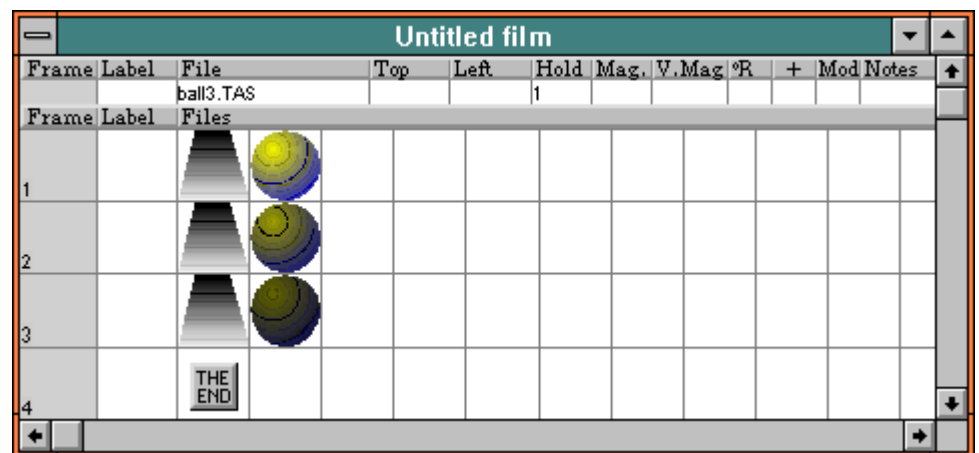 Untitled film
Frame Label File Top Left Hold Mag. V.Mag °R + Mod Notes
ball3.TAS 1
Frame Label Files
1
2
3
THE
END
4